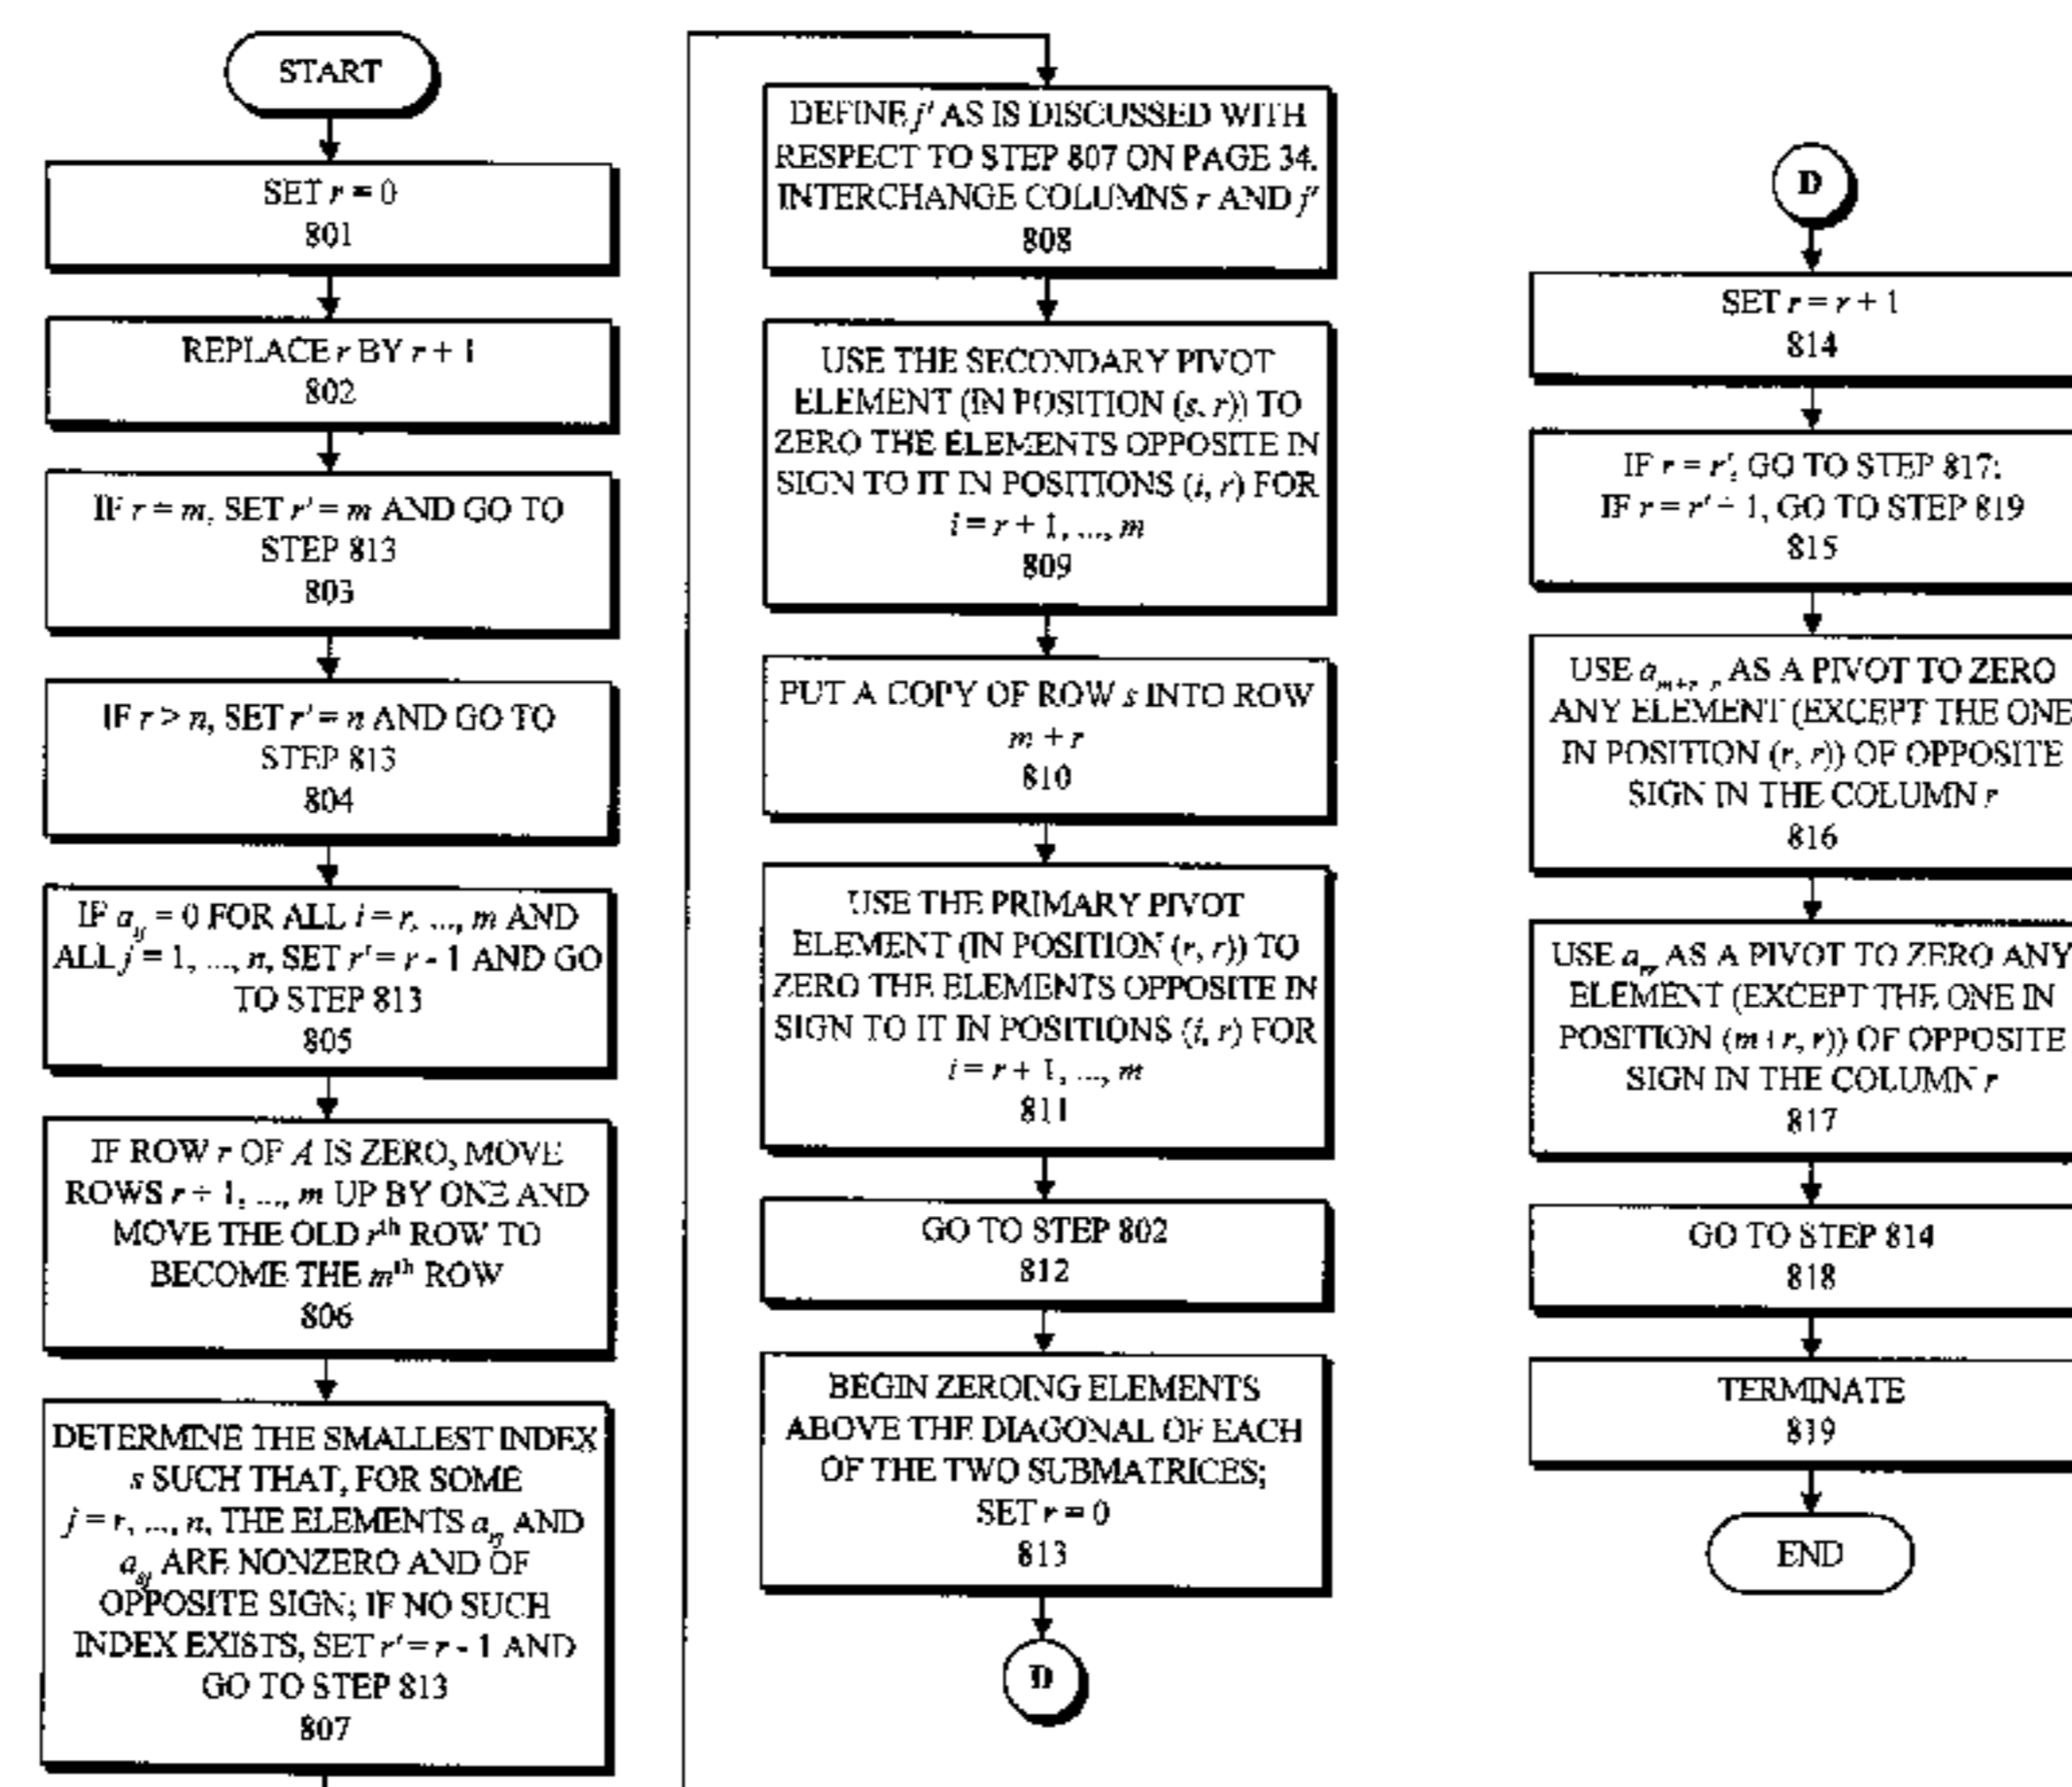 START
SET r = 0
801
REPLACE r BY r + 1
802
IF r = m, SET r' = m AND GO TO
STEP 813
803
IF r > n, SET r' = n AND GO TO
STEP 813
804
IF a_ij = 0 FOR ALL i = r, ..., m AND
ALL j = 1, ..., n, SET r' = r - 1 AND GO
TO STEP 813
805
IF ROW r OF A IS ZERO, MOVE
ROWS r + 1, ..., m UP BY ONE AND
MOVE THE OLD r^th ROW TO
BECOME THE m^th ROW
806
DETERMINE THE SMALLEST INDEX
s SUCH THAT, FOR SOME
j = r, ..., n, THE ELEMENTS a_rj AND
a_sj ARE NONZERO AND OF
OPPOSITE SIGN; IF NO SUCH
INDEX EXISTS, SET r' = r - 1 AND
GO TO STEP 813
807
DEFINE j' AS IS DISCUSSED WITH
RESPECT TO STEP 807 ON PAGE 34.
INTERCHANGE COLUMNS r AND j'
808
USE THE SECONDARY PIVOT
ELEMENT (IN POSITION (s, r)) TO
ZERO THE ELEMENTS OPPOSITE IN
SIGN TO IT IN POSITIONS (i, r) FOR
i = r + 1, ..., m
809
PUT A COPY OF ROW s INTO ROW
m + r
810
USE THE PRIMARY PIVOT
ELEMENT (IN POSITION (r, r)) TO
ZERO THE ELEMENTS OPPOSITE IN
SIGN TO IT IN POSITIONS (i, r) FOR
i = r + 1, ..., m
811
GO TO STEP 802
812
BEGIN ZEROING ELEMENTS
ABOVE THE DIAGONAL OF EACH
OF THE TWO SUBMATRICES;
SET r = 0
813
D
D
SET r = r + 1
814
IF r = r', GO TO STEP 817;
IF r = r' + 1, GO TO STEP 819
815
USE a_m+r, r AS A PIVOT TO ZERO
ANY ELEMENT (EXCEPT THE ONE
IN POSITION (r, r)) OF OPPOSITE
SIGN IN THE COLUMN r
816
USE a_rr AS A PIVOT TO ZERO ANY
ELEMENT (EXCEPT THE ONE IN
POSITION (m+r, r)) OF OPPOSITE
SIGN IN THE COLUMN r
817
GO TO STEP 814
818
TERMINATE
819
END